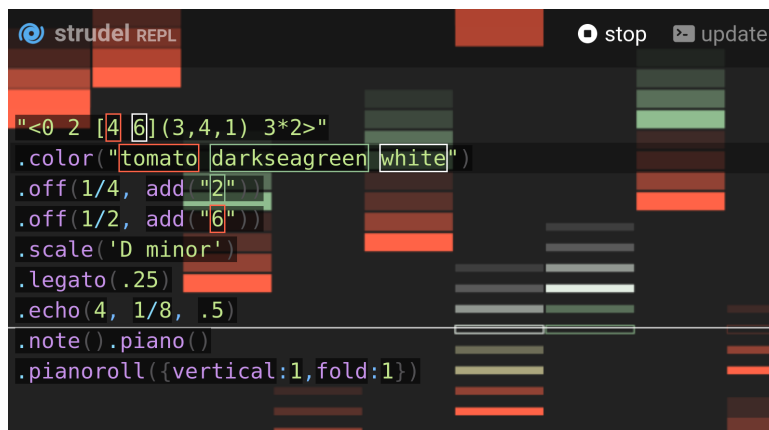 strudel REPL stop update
"<0 2 [4 6](3,4,1) 3*2>"
.color("tomato darkseagreen white")
.off(1/4, add("2"))
.off(1/2, add("6"))
.scale('D minor')
.legato(.25)
.echo(4, 1/8, .5)
.note().piano()
.pianoroll({vertical:1,fold:1})